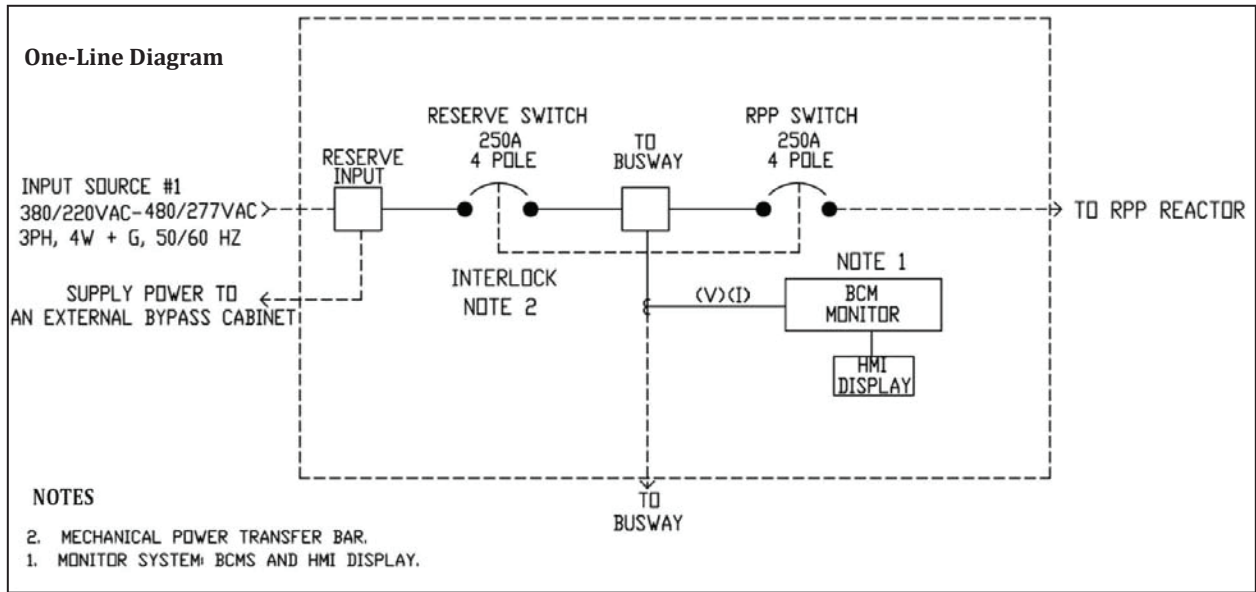 One-Line Diagram
RESERVE SWITCH
250A
4 POLE
RPP SWITCH
250A
4 POLE
TO
BUSWAY
RESERVE
INPUT
INPUT SOURCE #1
380/220VAC-480/277VAC
3PH, 4W + G, 50/60 HZ
TO RPP REACTOR
SUPPLY POWER TO
AN EXTERNAL BYPASS CABINET
INTERLOCK
NOTE 2
(V)(I)
NOTE 1
BCM
MONITOR
HMI
DISPLAY
TO
BUSWAY
NOTES
2. MECHANICAL POWER TRANSFER BAR.
1. MONITOR SYSTEM: BCMS AND HMI DISPLAY.